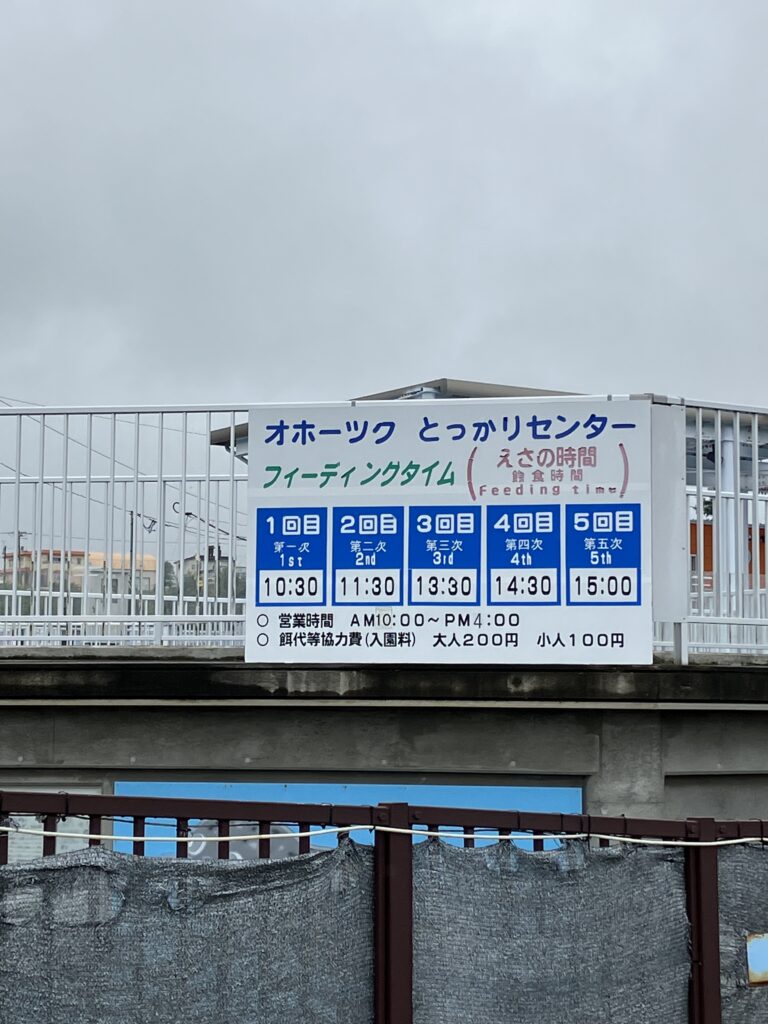 オホーツク とっかりセンター
フィーディングタイム
えさの時間
飼食時間
Feeding time
1回目 2回目 3回目 4回目 5回目
第一次 第二次 第三次 第四次 第五次
1st 2nd 3rd 4th 5th
10:30 11:30 13:30 14:30 15:00
○ 営業時間 AM10:00～PM4:00
○ 餌代等協力費(入園料) 大人200円 小人100円